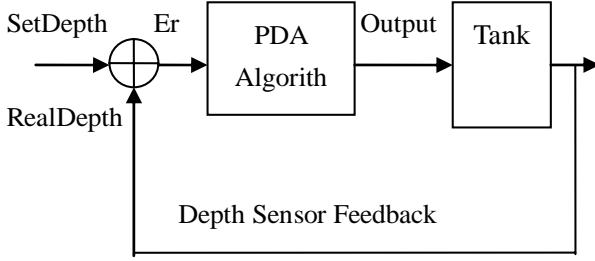 SetDepth
Er
PDA
Algorith
Output
Tank
RealDepth
Depth Sensor Feedback